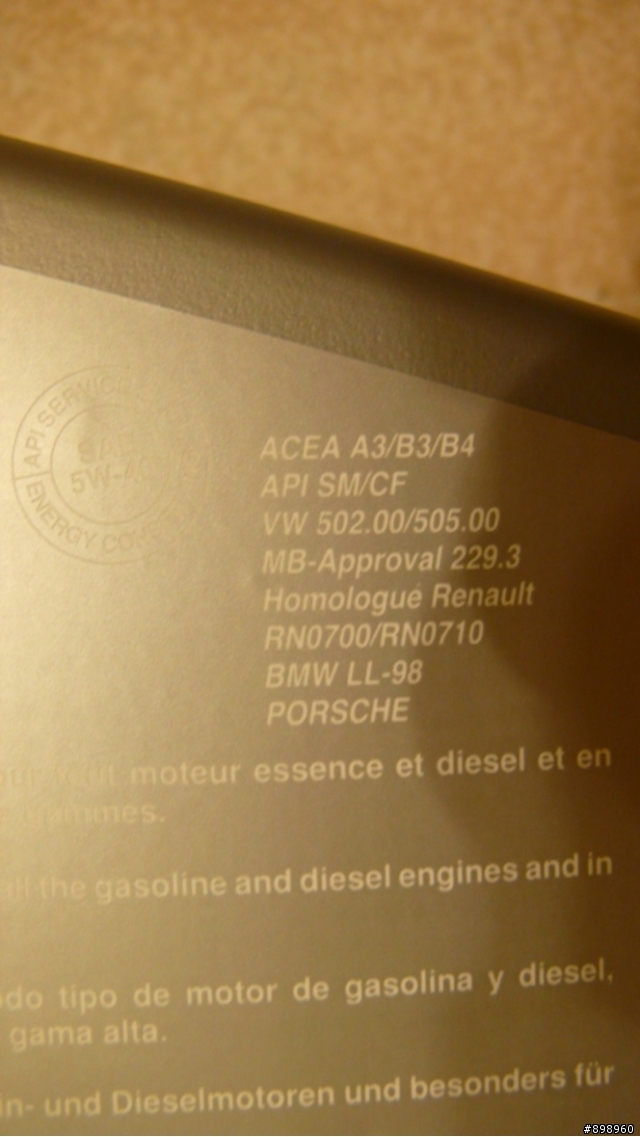 API SERVICE
SAE
5W-40
ENERGY
ACEA A3/B3/B4
API SM/CF
VW 502.00/505.00
MB-Approval 229.3
Homologué Renault
RN0700/RN0710
BMW LL-98
PORSCHE
moteur essence et diesel et en
the gasoline and diesel engines and in
tipo de motor de gasolina y diesel,
gama alta.
und Dieselmotoren und besonders für
#898960